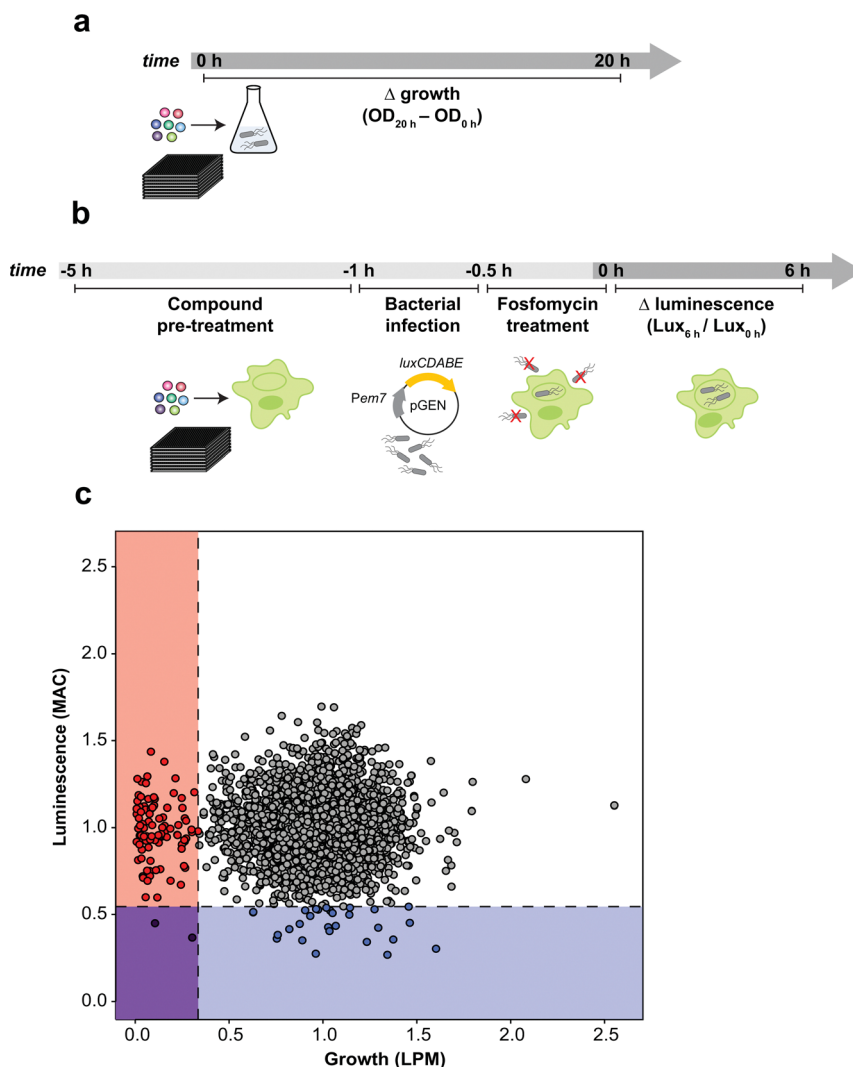 a
time 0 h 20 h
Δ growth
(OD20 h – OD0 h)
b
time -5 h -1 h -0.5 h 0 h 6 h
Compound pre-treatment
Bacterial infection
Fosfomycin treatment
Δ luminescence
(Lux6 h / Lux0 h)
luxCDABE
Pem7
pGEN
c
Luminescence (MAC)
2.5
2.0
1.5
1.0
0.5
0.0
0.0 0.5 1.0 1.5 2.0 2.5
Growth (LPM)